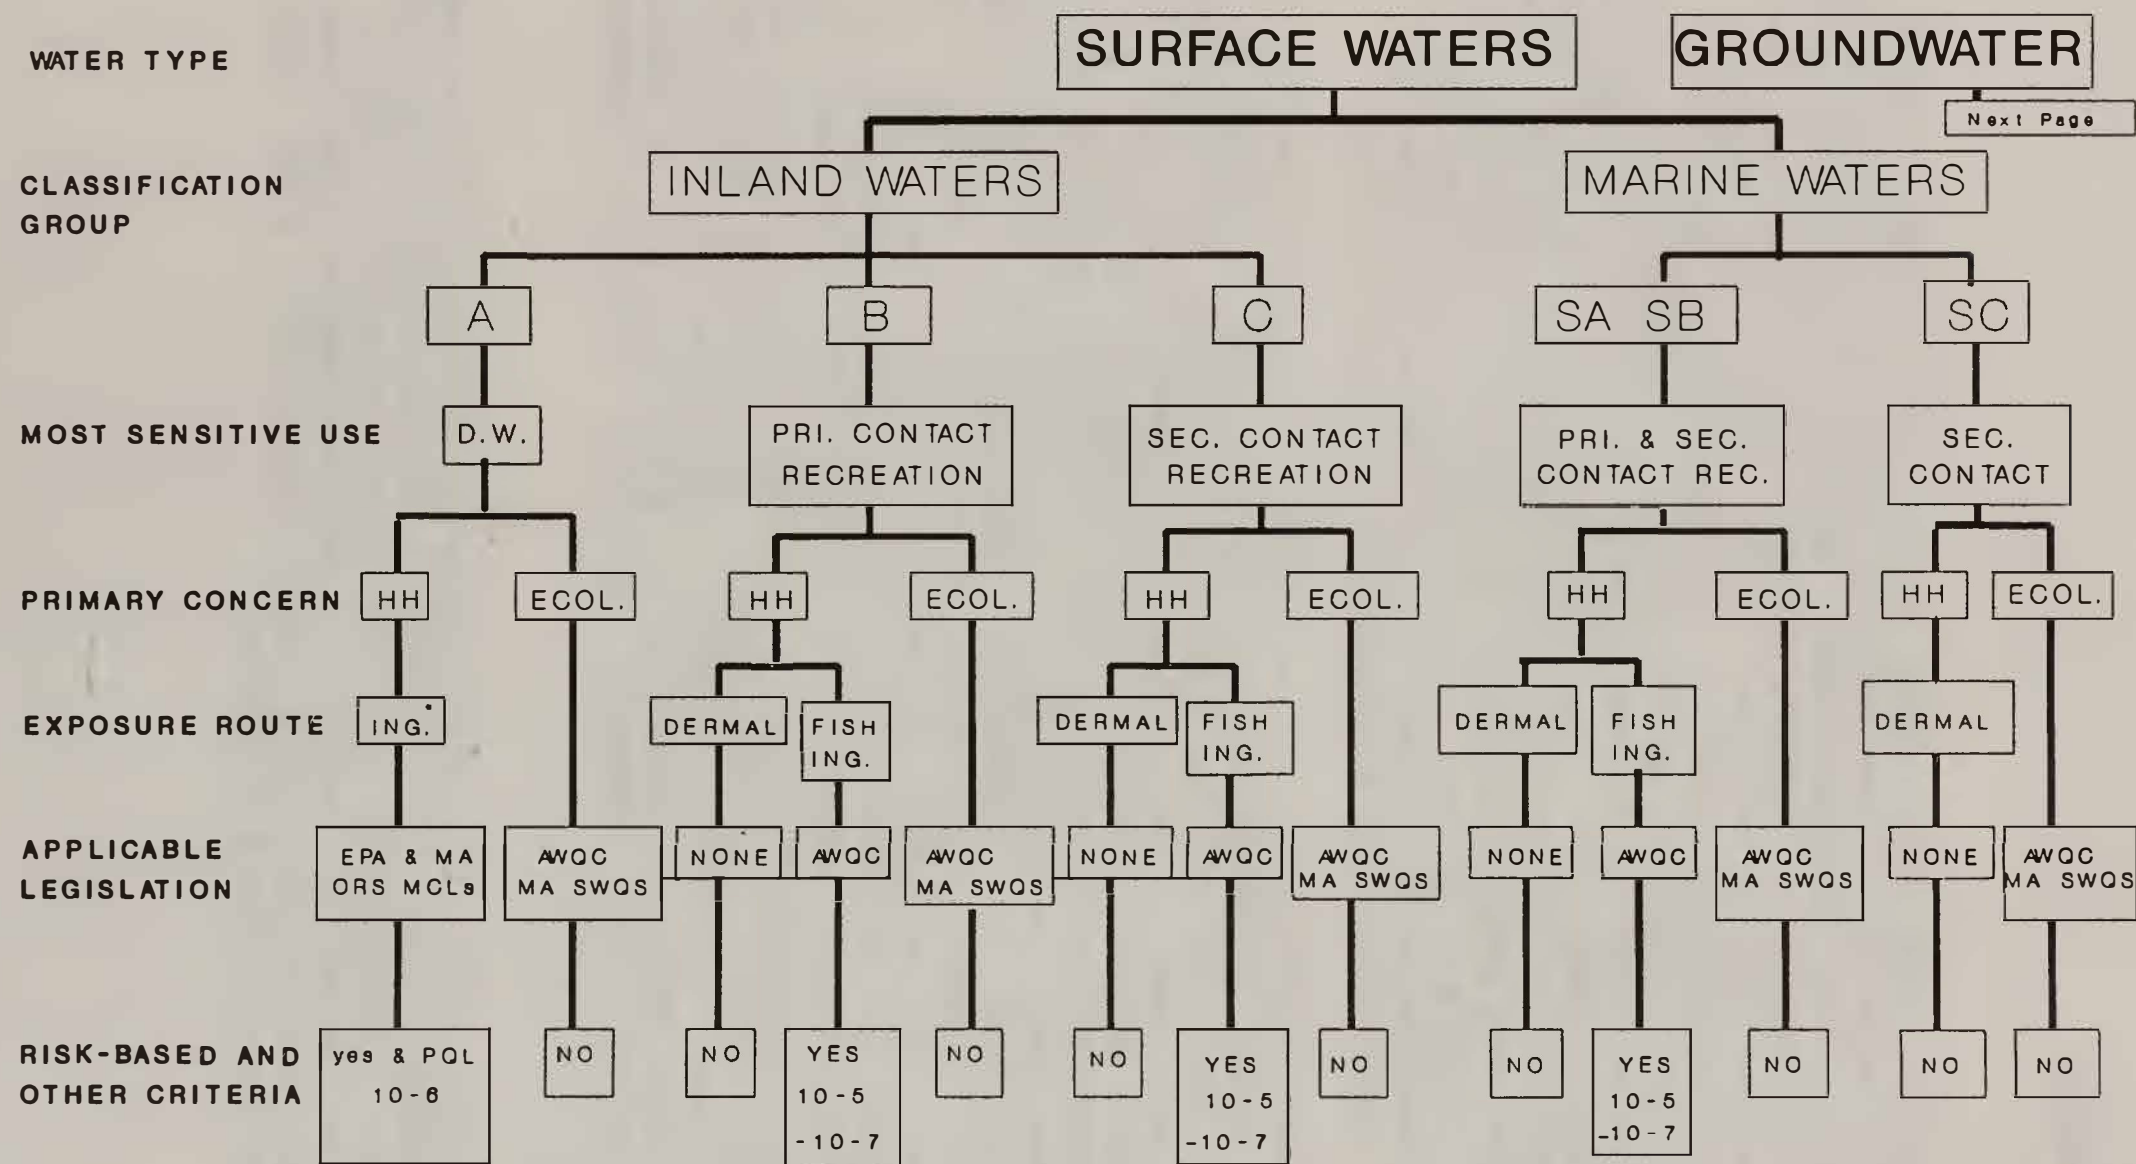 WATER TYPE
SURFACE WATERS
GROUNDWATER
Next Page
CLASSIFICATION
GROUP
INLAND WATERS
MARINE WATERS
A
B
C
SA SB
SC
MOST SENSITIVE USE
D.W.
PRI. CONTACT
RECREATION
SEC. CONTACT
RECREATION
PRI. & SEC.
CONTACT REC.
SEC.
CONTACT
PRIMARY CONCERN
HH
ECOL.
HH
ECOL.
HH
ECOL.
HH
ECOL.
HH
ECOL.
EXPOSURE ROUTE
ING.*
DERMAL
FISH
ING.
DERMAL
FISH
ING.
DERMAL
FISH
ING.
DERMAL
APPLICABLE
LEGISLATION
EPA & MA
ORS MCLs
AWQC
MA SWQS
NONE
AWQC
AWQC
MA SWQS
NONE
AWQC
AWQC
MA SWQS
NONE
AWQC
AWQC
MA SWQS
NONE
AWQC
MA SWQS
RISK-BASED AND
OTHER CRITERIA
yes & PQL
10-6
NO
NO
YES
10-5
-10-7
NO
NO
YES
10-5
-10-7
NO
NO
YES
10-5
-10-7
NO
NO
NO